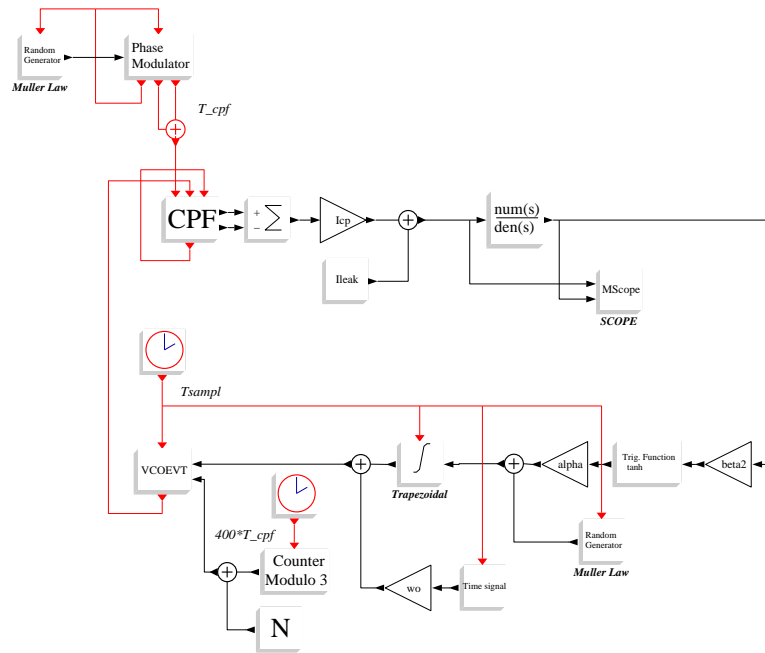 Random
Generator
Muller Law
Phase
Modulator
T_cpf
CPF
+
−
Σ
Icp
Ileak
num(s)
den(s)
MScope
SCOPE
Tsampl
VCOEVT
∫
Trapezoidal
alpha
Trig. Function
tanh
beta2
400*T_cpf
Counter
Modulo 3
N
wo
Time signal
Random
Generator
Muller Law